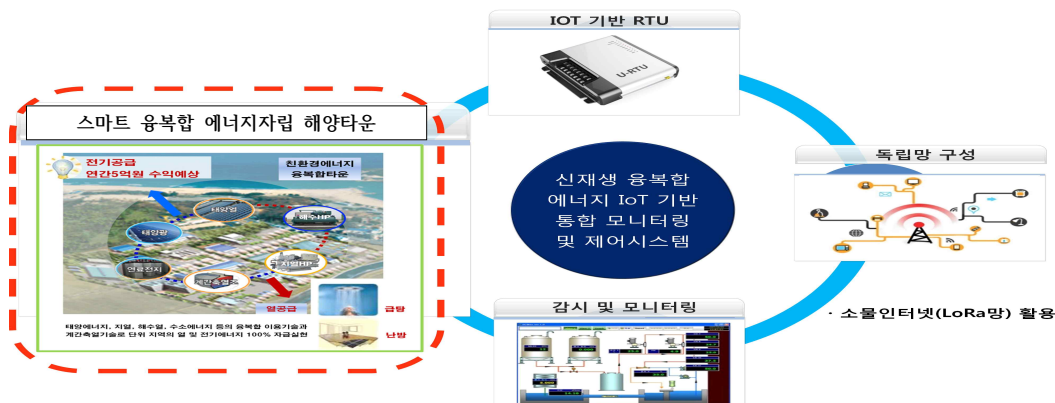 IOT 기반 RTU
U-RTU
스마트 융복합 에너지자립 해양타운
전기공급
연간5억원 수익예상
친환경에너지
융복합타운
태양열
해수HP
태양광
지열HP
연료전지
계간축열
열공급
급탕
난방
태양에너지, 지열, 해수열, 수소에너지 등의 융복합 이용기술과
계간축열기술로 단위 지역의 열 및 전기에너지 100% 자급실현
신재생 융복합
에너지 IoT 기반
통합 모니터링
및 제어시스템
독립망 구성
· 소물인터넷(LoRa망) 활용
감시 및 모니터링